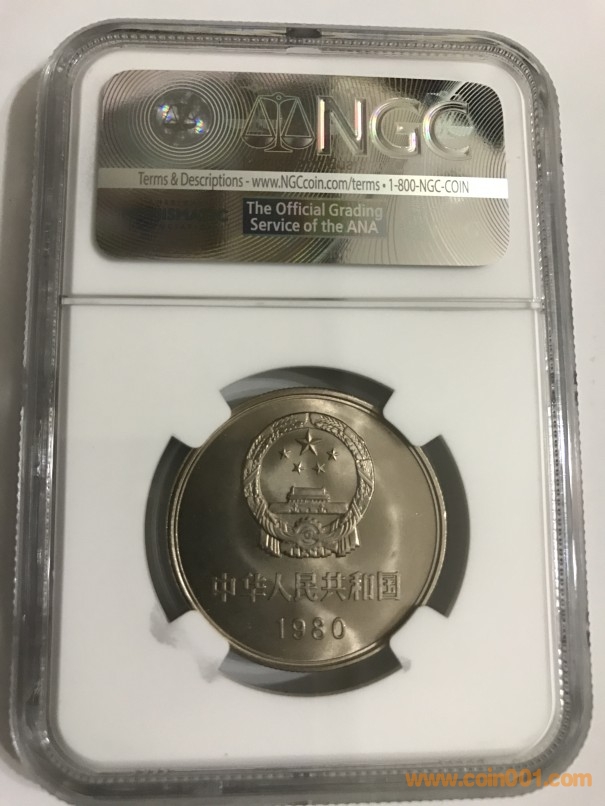 NGC
Terms & Descriptions - www.NGCcoin.com/terms • 1-800-NGC-COIN
The Official Grading
Service of the ANA
中华人民共和国
1980
www.coin001.com